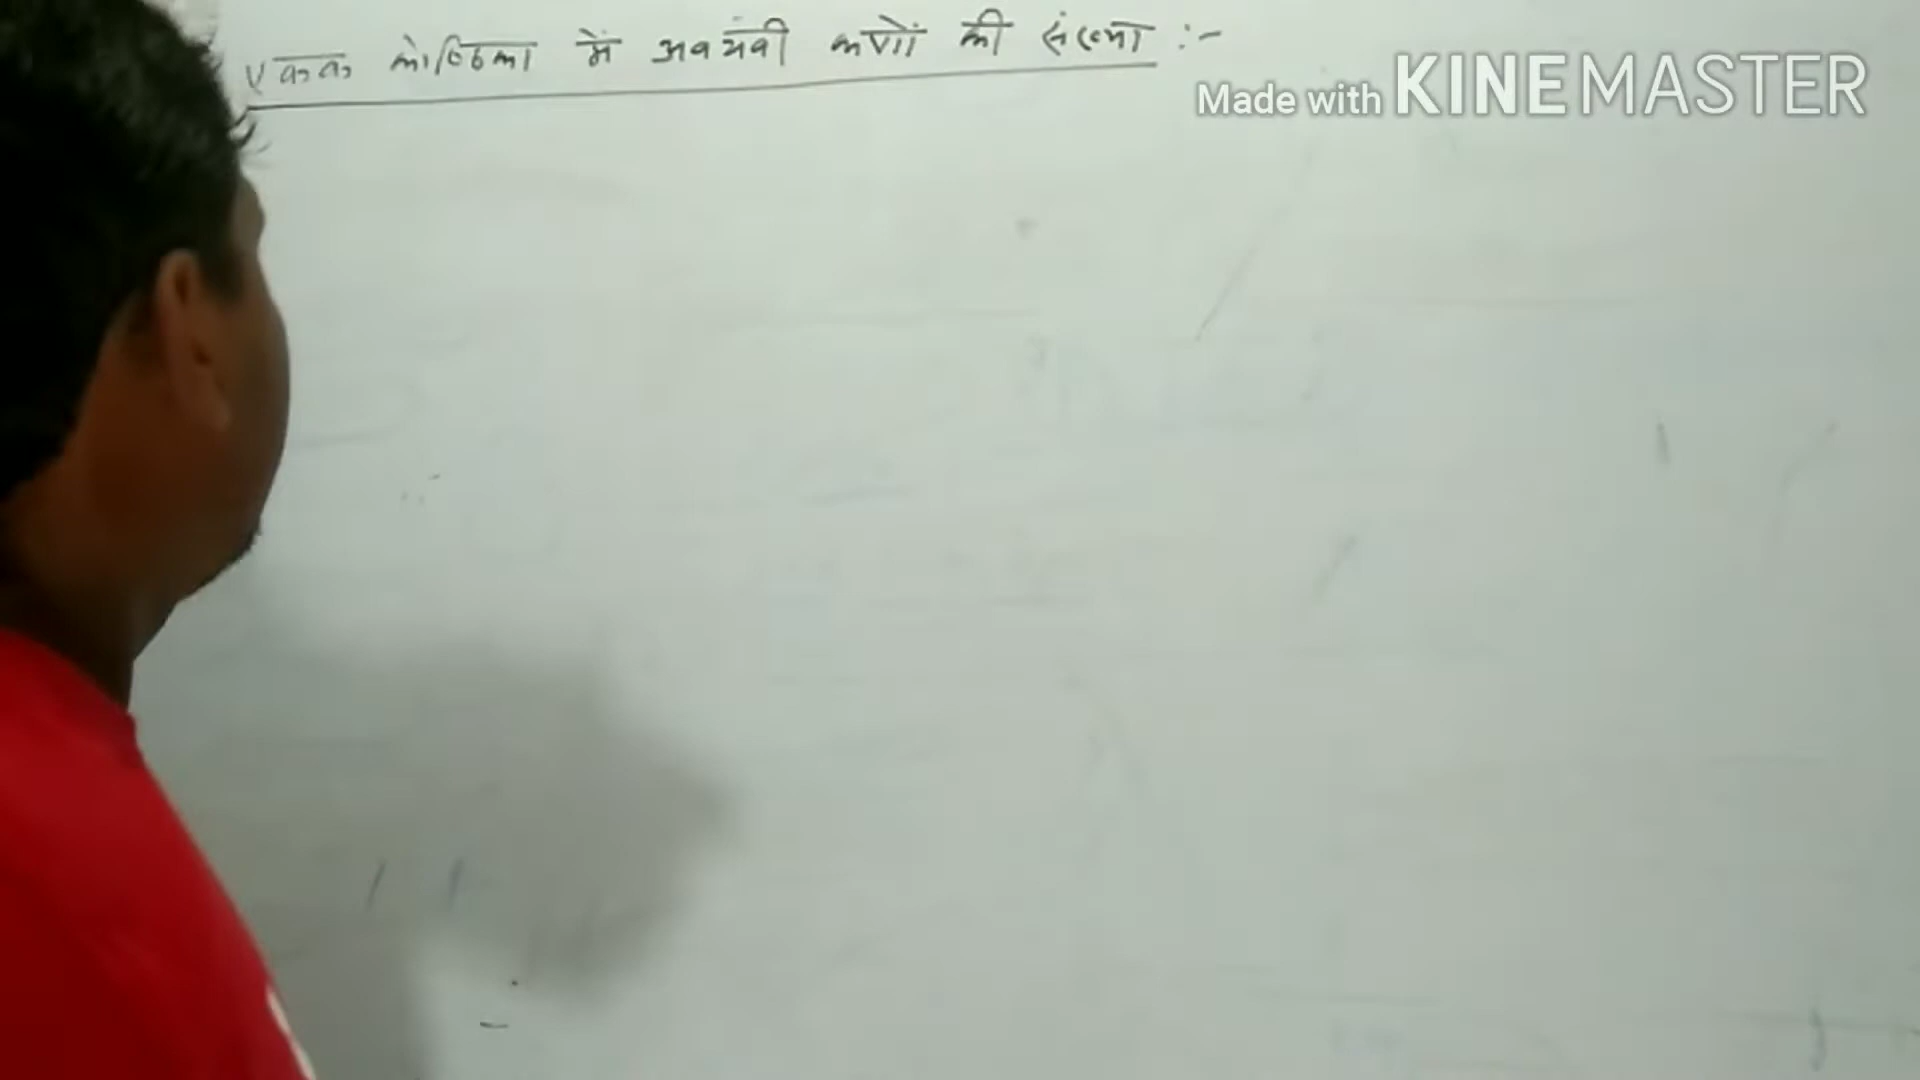 एकक कोष्ठिका में अवयवी कणों की संख्या :-
Made with KINEMASTER